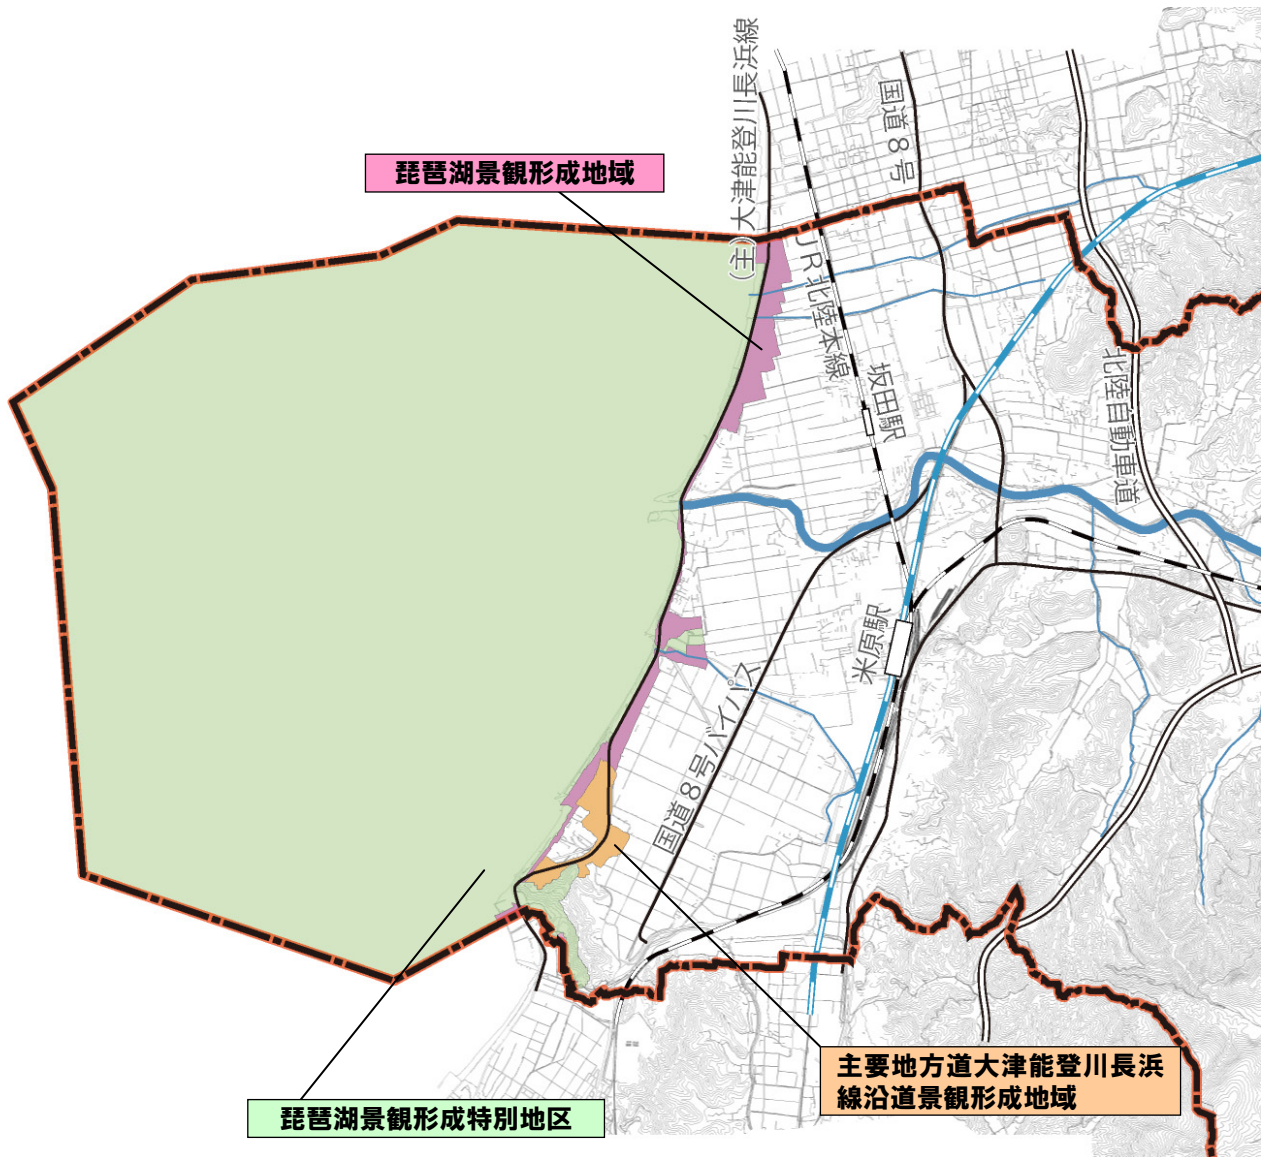 (主)大津能登川長浜線
国道8号
琵琶湖景観形成地域
JR北陸本線
坂田駅
北陸自動車道
米原駅
国道8号バイパス
主要地方道大津能登川長浜
線沿道景観形成地域
琵琶湖景観形成特別地区